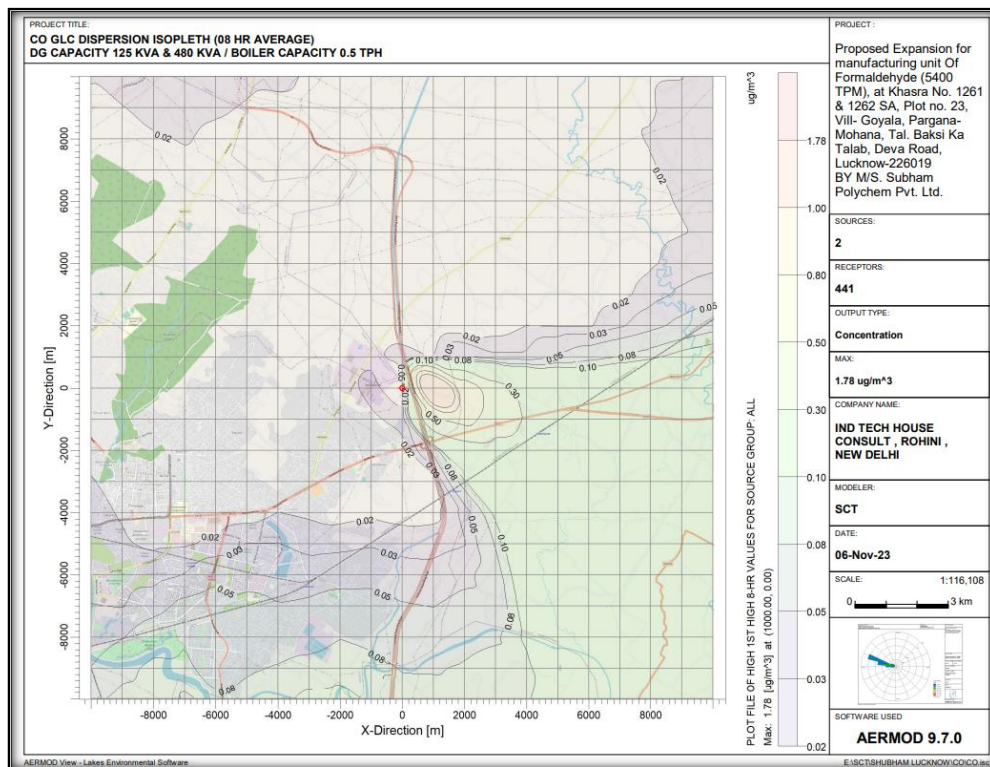 PROJECT TITLE:
CO GLC DISPERSION ISOPLETH (08 HR AVERAGE)
DG CAPACITY 125 KVA & 480 KVA / BOILER CAPACITY 0.5 TPH
8000
6000
4000
2000
0
-2000
-4000
-6000
-8000
Y-Direction [m]
0.02
0.02
0.02
0.05
0.03
0.02
0.03
0.10
0.08
0.05
0.08
0.10
0.05
0.30
0.50
0.02
0.03
0.08
0.02
0.05
0.10
0.02
0.03
0.03
0.05
0.05
0.08
0.08
0.08
-8000
-6000
-4000
-2000
0
2000
4000
6000
8000
X-Direction [m]
ug/m^3
1.78
1.00
0.80
0.50
0.30
0.10
0.08
0.05
0.03
0.02
PLOT FILE OF HIGH 1ST HIGH 8-HR VALUES FOR SOURCE GROUP: ALL
Max: 1.78 [ug/m^3] at (1000.00, 0.00)
PROJECT :
Proposed Expansion for
manufacturing unit Of
Formaldehyde (5400
TPM), at Khasra No. 1261
& 1262 SA, Plot no. 23,
Vill- Goyala, Pargana-
Mohana, Tal. Baksi Ka
Talab, Deva Road,
Lucknow-226019
BY M/S. Subham
Polychem Pvt. Ltd.
SOURCES:
2
RECEPTORS:
441
OUTPUT TYPE:
Concentration
MAX:
1.78 ug/m^3
COMPANY NAME:
IND TECH HOUSE
CONSULT , ROHINI ,
NEW DELHI
MODELER:
SCT
DATE:
06-Nov-23
SCALE:
1:116,108
0
3 km
SOFTWARE USED
AERMOD 9.7.0
AERMOD View - Lakes Environmental Software
E:\SCT\SHUBHAM LUCKNOW\CO\CO.isc